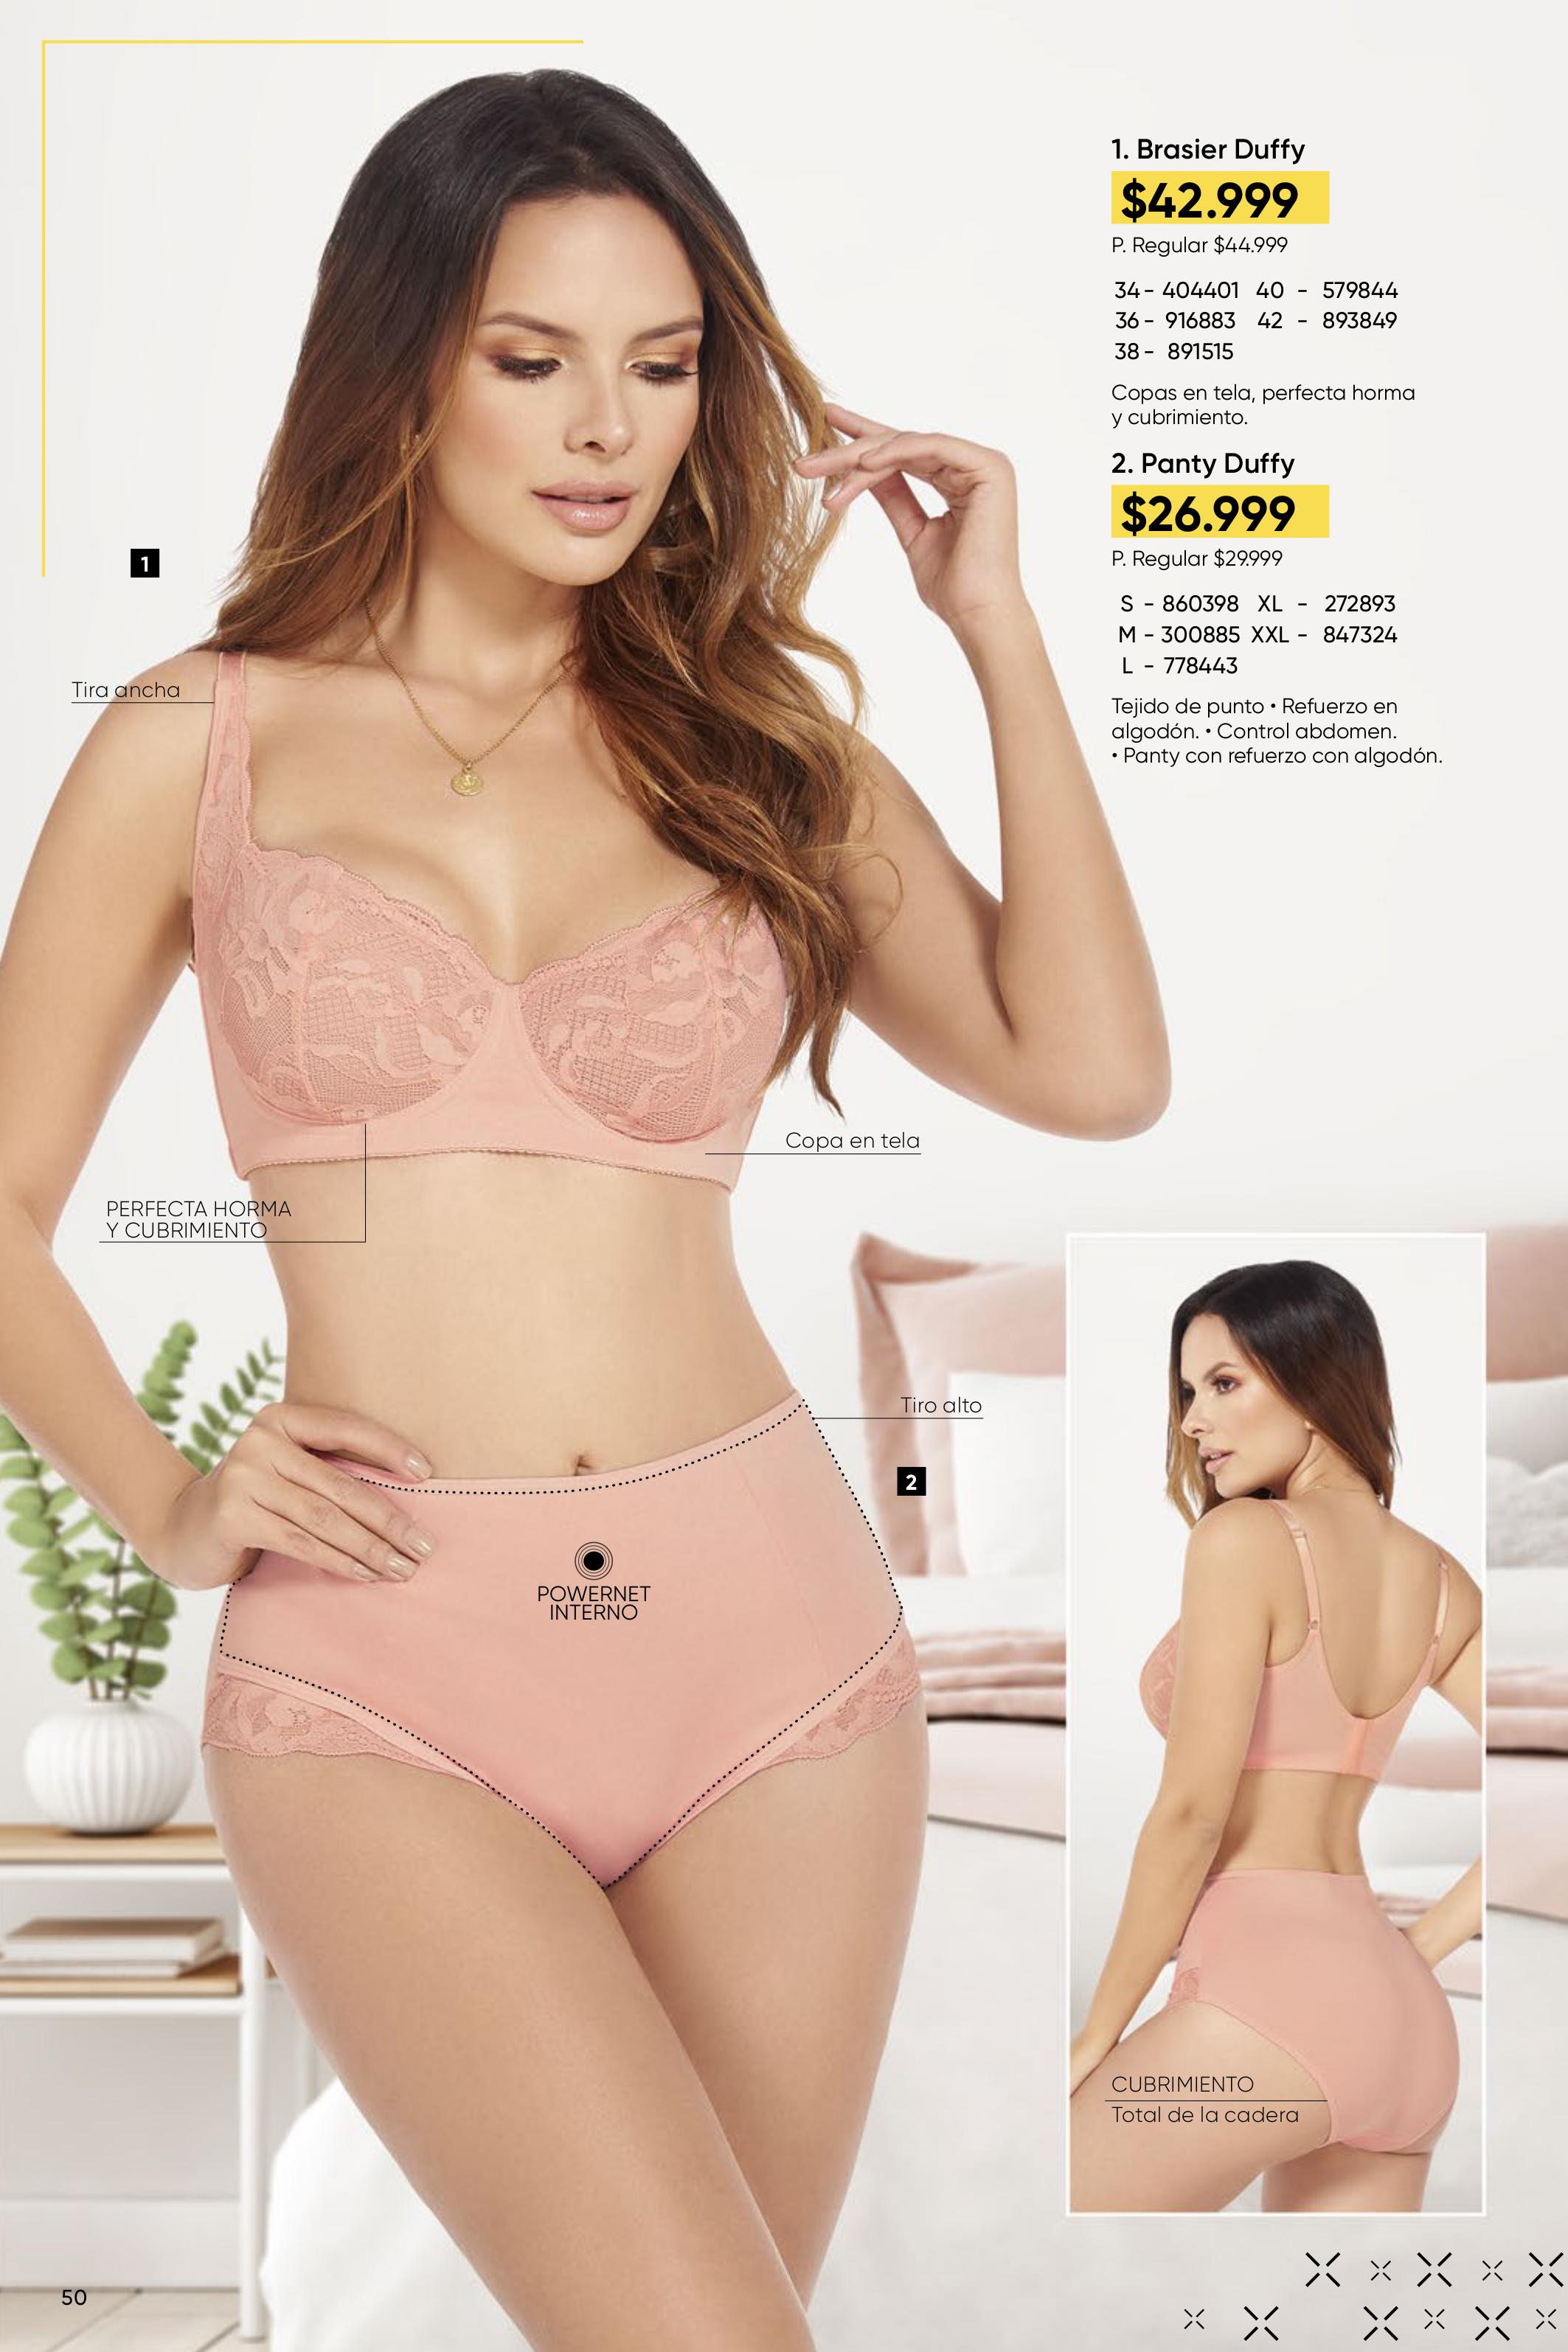 1. Brasier Duffy
$42.999
P. Regular $44.999
34 - 404401 40 - 579844
36 - 916883 42 - 893849
38 - 891515
Copas en tela, perfecta horma
y cubrimiento.
2. Panty Duffy
$26.999
P. Regular $29.999
S - 860398 XL - 272893
M - 300885 XXL - 847324
L - 778443
Tejido de punto • Refuerzo en
algodón. • Control abdomen.
• Panty con refuerzo con algodón.
1
Tira ancha
Copa en tela
PERFECTA HORMA
Y CUBRIMIENTO
Tiro alto
2
POWERNET
INTERNO
CUBRIMIENTO
Total de la cadera
50